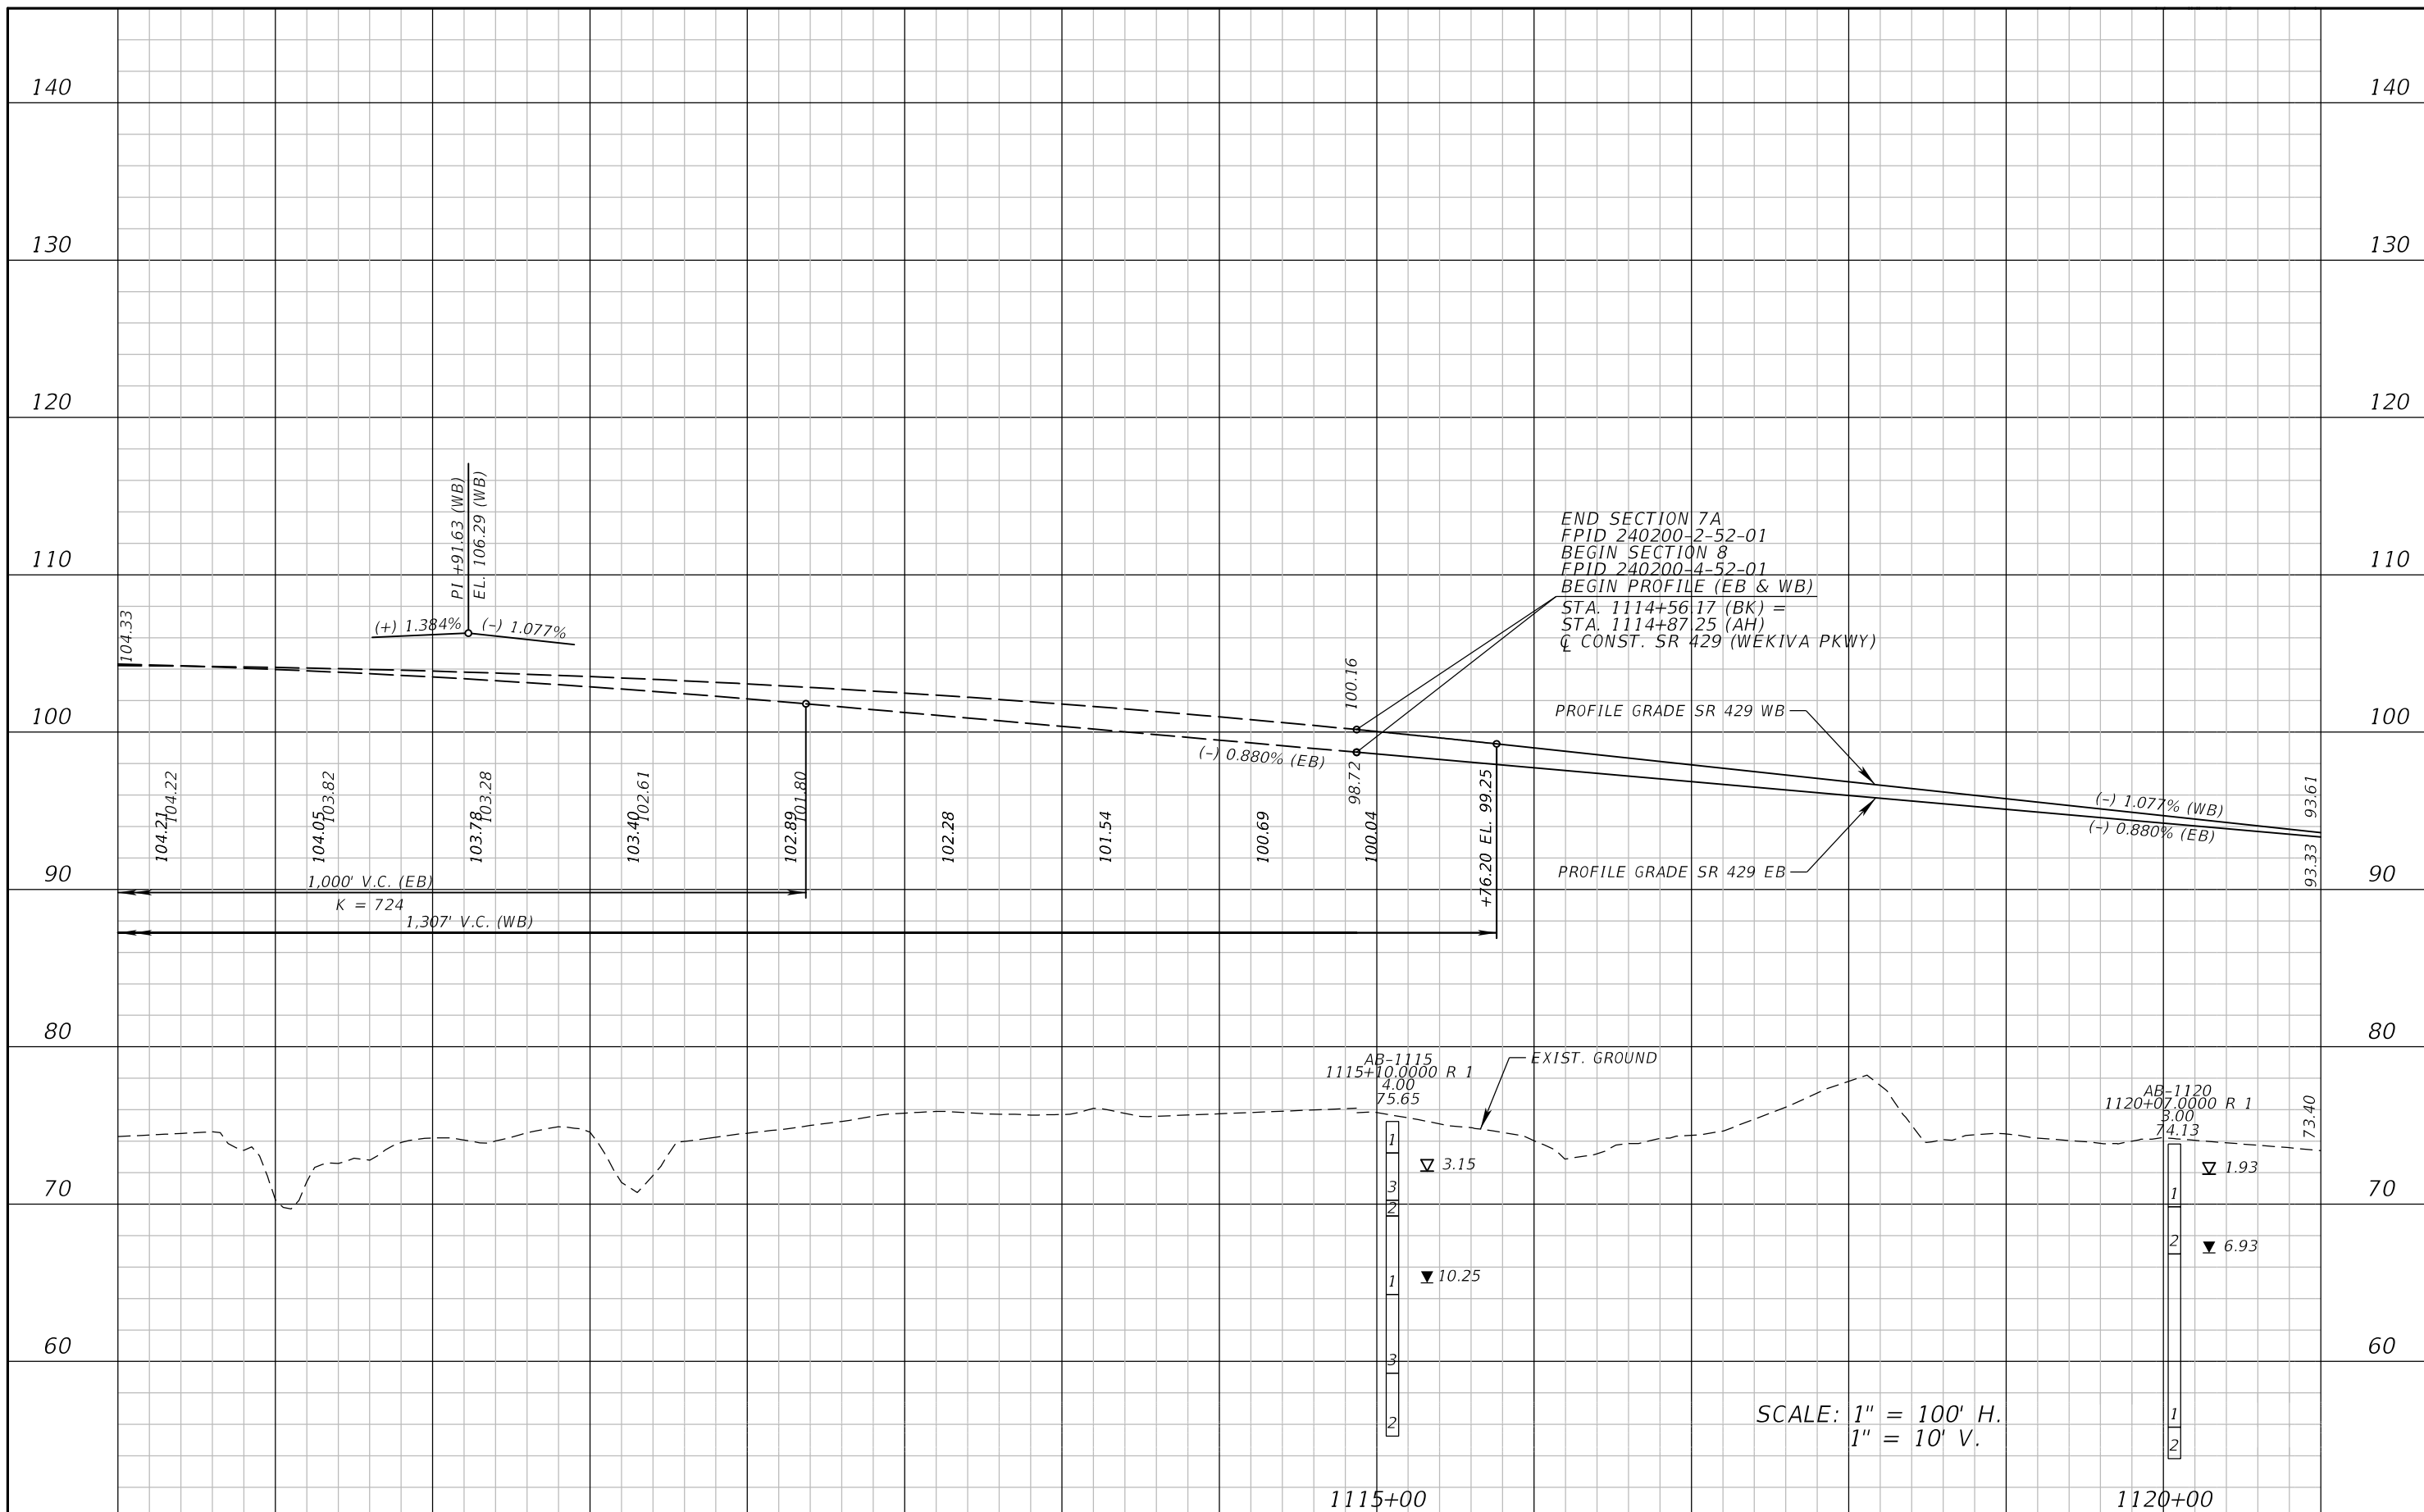 140
140
130
130
120
120
110
110
100
100
90
90
80
80
70
70
60
60
PI +91.63 (WB)
EL. 106.29 (WB)
(+) 1.384%
(-) 1.077%
104.33
END SECTION 7A
FPID 240200-2-52-01
BEGIN SECTION 8
FPID 240200-4-52-01
BEGIN PROFILE (EB & WB)
STA. 1114+56.17 (BK) =
STA. 1114+87.25 (AH)
℄ CONST. SR 429 (WEKIVA PKWY)
100.16
PROFILE GRADE SR 429 WB
(-) 0.880% (EB)
98.72
+76.20 EL. 99.25
(-) 1.077% (WB)
(-) 0.880% (EB)
93.61
93.33
PROFILE GRADE SR 429 EB
104.22
103.82
103.28
102.61
101.80
104.21
104.05
103.78
103.40
102.89
102.28
101.54
100.69
100.04
1,000' V.C. (EB)
K = 724
1,307' V.C. (WB)
AB-1115
1115+10.0000 R 1
4.00
75.65
EXIST. GROUND
AB-1120
1120+07.0000 R 1
3.00
74.13
73.40
1
3
2
1
3
2
3.15
10.25
1
2
1
2
1.93
6.93
SCALE: 1" = 100' H.
1" = 10' V.
1115+00
1120+00